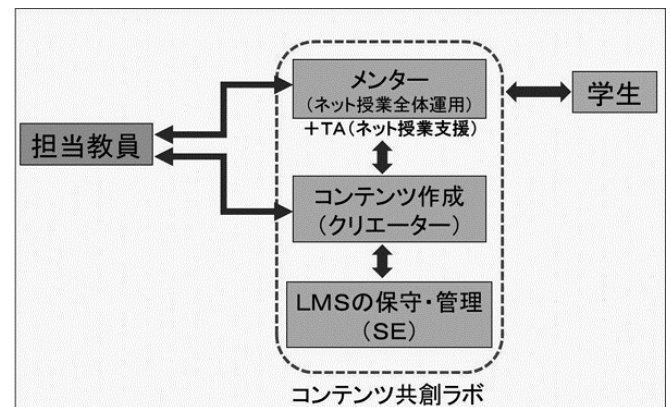 メンター
(ネット授業全体運用)
+TA(ネット授業支援)
学生
担当教員
コンテンツ作成
(クリエーター)
LMSの保守・管理
(SE)
コンテンツ共創ラボ